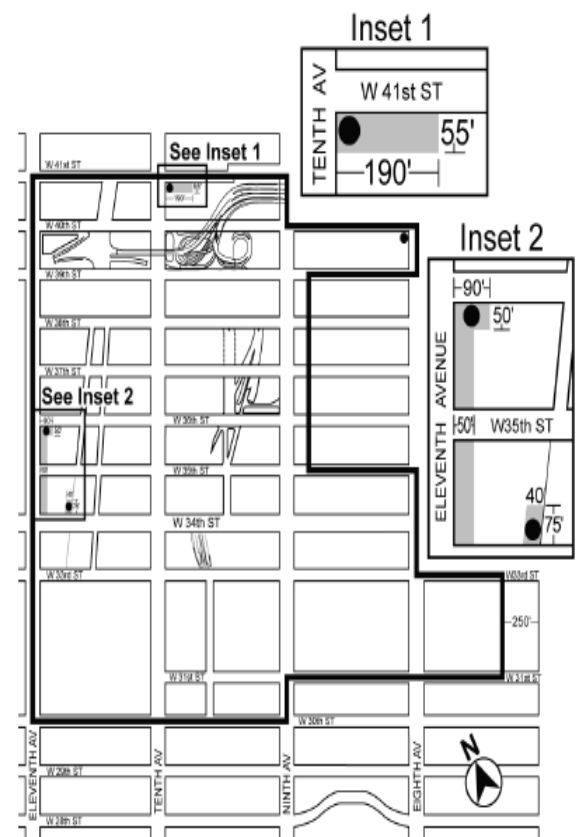 Inset 1
TENTH AV
W 41st ST
55'
190'
See Inset 1
W 41st ST
55'
190'
W 40th ST
Inset 2
W 39th ST
90'
50'
W 38th ST
W 37th ST
ELEVENTH AVENUE
See Inset 2
50'
W35th ST
W 36th ST
W 35th ST
40
75'
W 34th ST
W 33rd ST
W33rd ST
250'
W 31st ST
W 31st ST
W 30th ST
N
ELEVENTH AV
TENTH AV
NINTH AV
EIGHTH AV
W 29th ST
W 28th ST